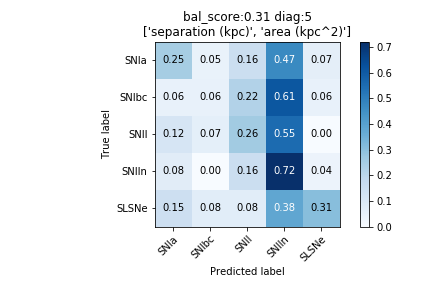 bal_score:0.31 diag:5
['separation (kpc)', 'area (kpc^2)']
SNIa 0.25 0.05 0.16 0.47 0.07
SNIbc 0.06 0.06 0.22 0.61 0.06
SNII 0.12 0.07 0.26 0.55 0.00
SNIIn 0.08 0.00 0.16 0.72 0.04
SLSNe 0.15 0.08 0.08 0.38 0.31
True label
SNIa SNIbc SNII SNIIn SLSNe
Predicted label
0.7
0.6
0.5
0.4
0.3
0.2
0.1
0.0